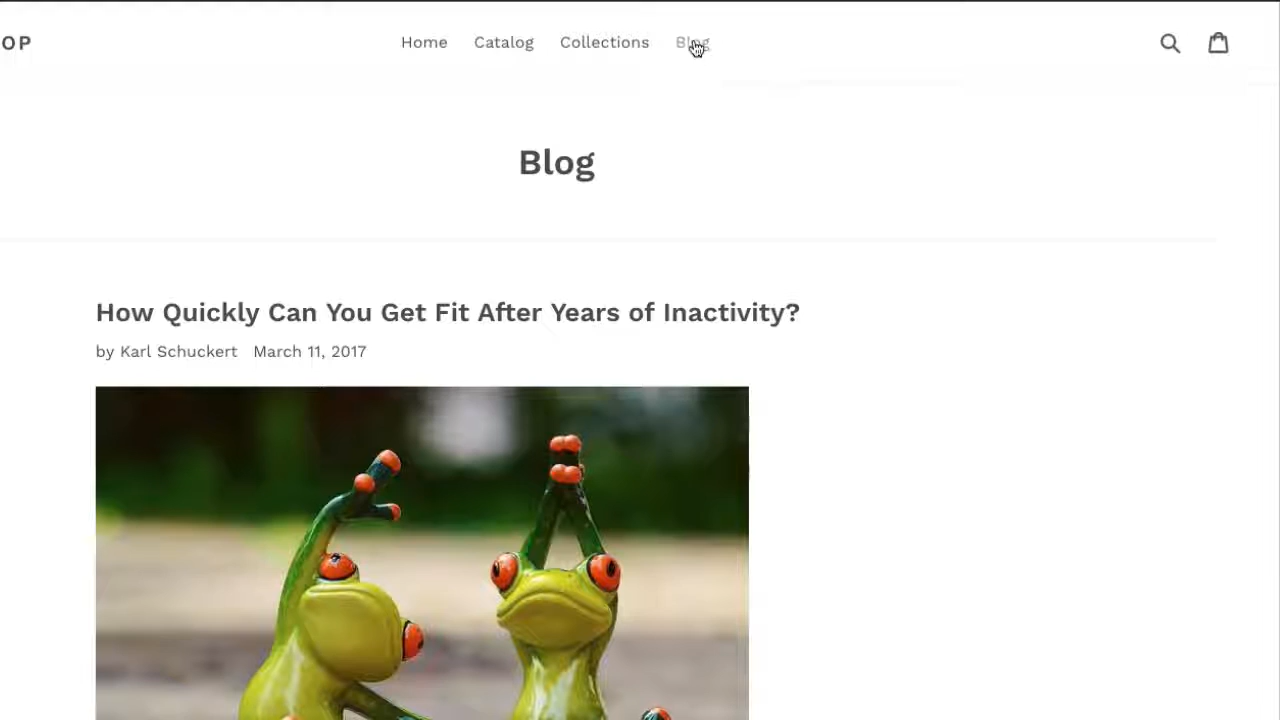 OP Home Catalog Collections Blog
Blog
How Quickly Can You Get Fit After Years of Inactivity?
by Karl Schuckert March 11, 2017